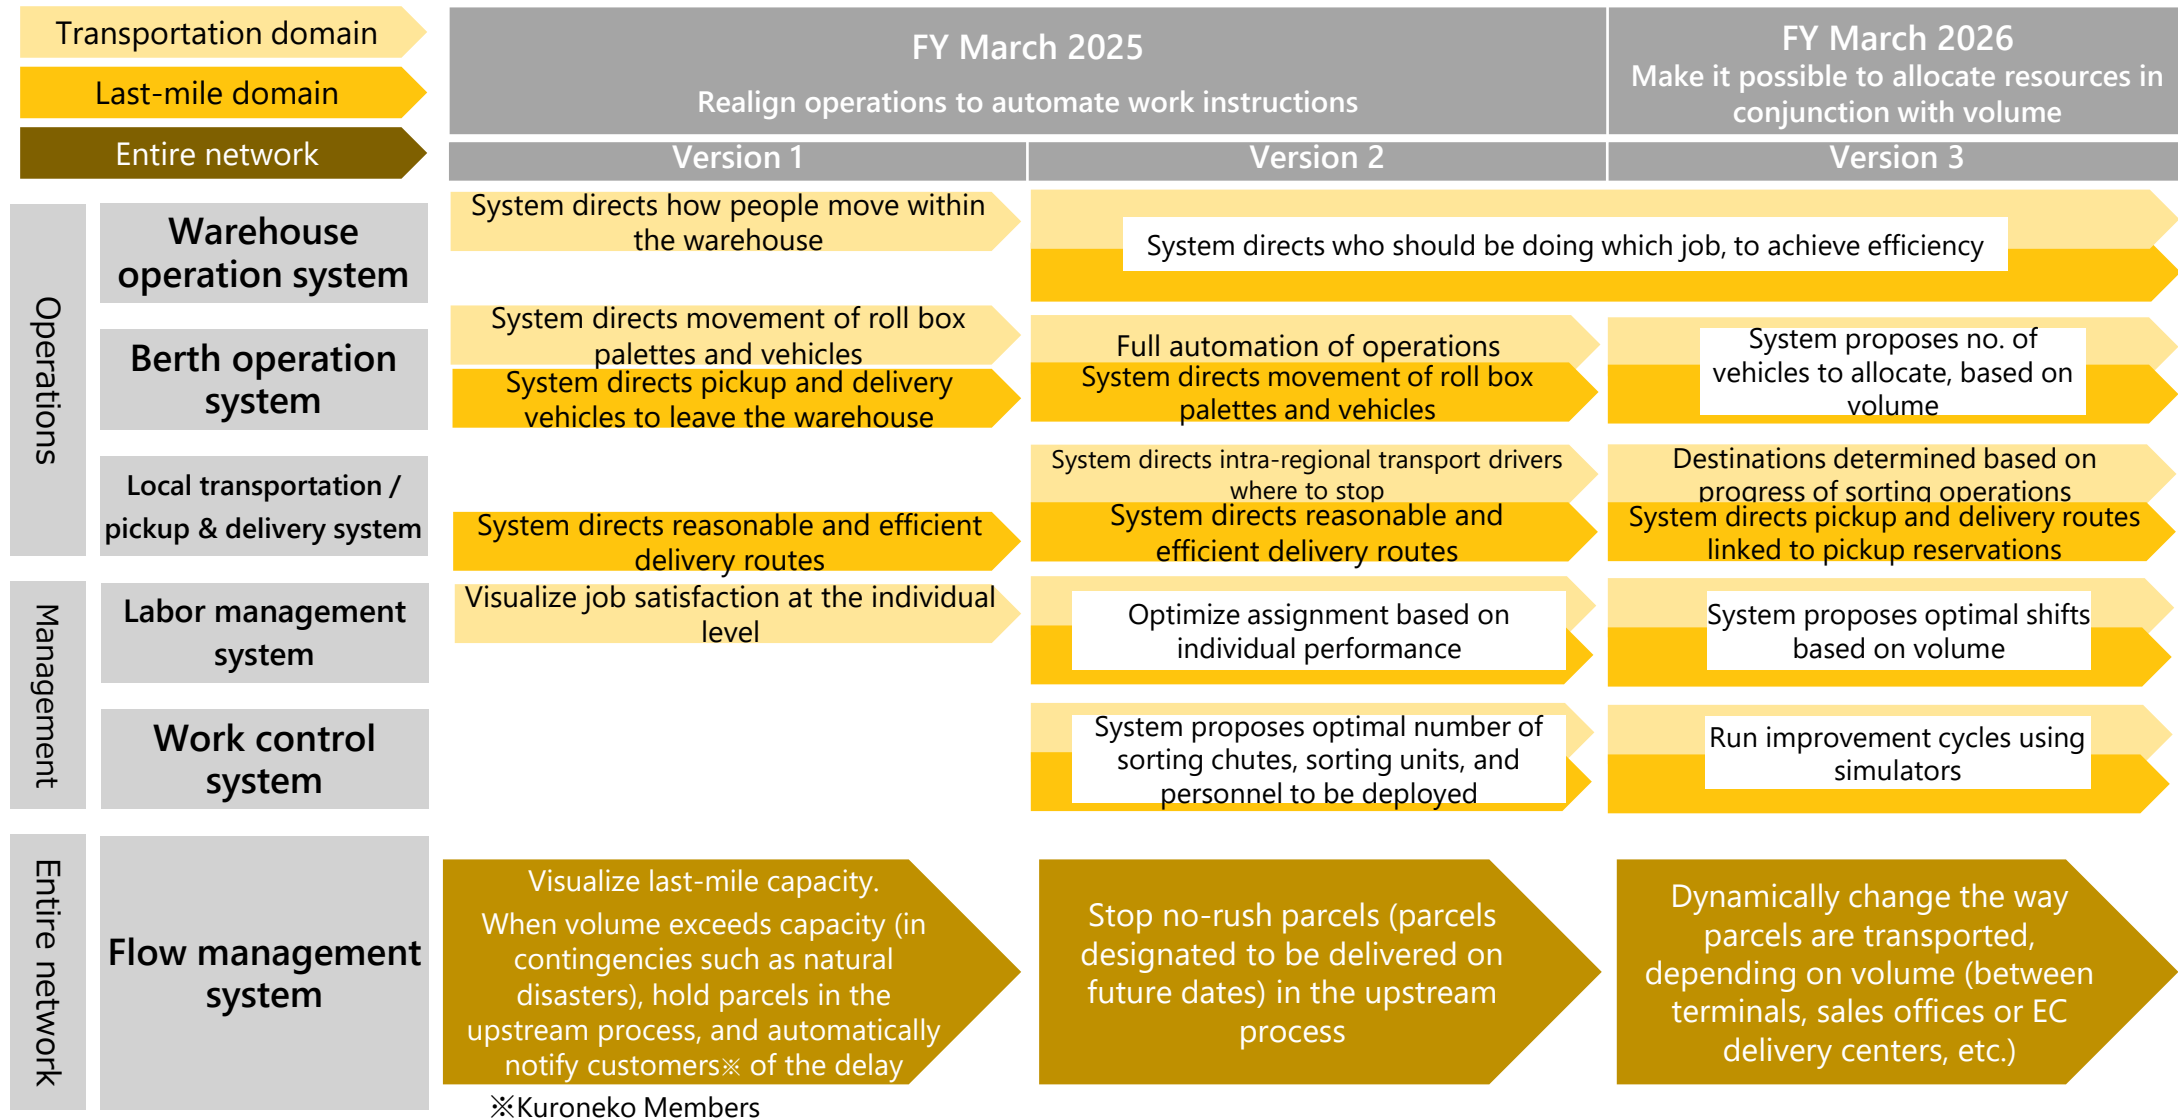 Transportation domain
Last-mile domain
Entire network
FY March 2025
Realign operations to automate work instructions
FY March 2026
Make it possible to allocate resources in
conjunction with volume
Version 1
Version 2
Version 3
Operations
Warehouse
operation system
System directs how people move within
the warehouse
System directs who should be doing which job, to achieve efficiency
Berth operation
system
System directs movement of roll box
palettes and vehicles
System directs pickup and delivery
vehicles to leave the warehouse
Full automation of operations
System directs movement of roll box
palettes and vehicles
System proposes no. of
vehicles to allocate, based on
volume
Local transportation /
pickup & delivery system
System directs reasonable and efficient
delivery routes
System directs intra-regional transport drivers
where to stop
System directs reasonable and
efficient delivery routes
Destinations determined based on
progress of sorting operations
System directs pickup and delivery routes
linked to pickup reservations
Management
Labor management
system
Visualize job satisfaction at the individual
level
Optimize assignment based on
individual performance
System proposes optimal shifts
based on volume
Work control
system
System proposes optimal number of
sorting chutes, sorting units, and
personnel to be deployed
Run improvement cycles using
simulators
Entire network
Flow management
system
Visualize last-mile capacity.
When volume exceeds capacity (in
contingencies such as natural
disasters), hold parcels in the
upstream process, and automatically
notify customers※ of the delay
Stop no-rush parcels (parcels
designated to be delivered on
future dates) in the upstream
process
Dynamically change the way
parcels are transported,
depending on volume (between
terminals, sales offices or EC
delivery centers, etc.)
※Kuroneko Members